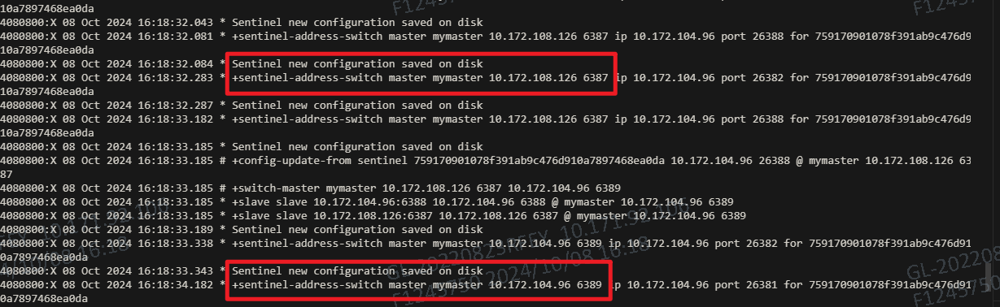 10a7897468ea0da
4080800:X 08 Oct 2024 16:18:32.043 * Sentinel new configuration saved on disk
4080800:X 08 Oct 2024 16:18:32.081 * +sentinel-address-switch master mymaster 10.172.108.126 6387 ip 10.172.104.96 port 26388 for 759170901078f391ab9c476d9
10a7897468ea0da
4080800:X 08 Oct 2024 16:18:32.084 * Sentinel new configuration saved on disk
4080800:X 08 Oct 2024 16:18:32.283 * +sentinel-address-switch master mymaster 10.172.108.126 6387 ip 10.172.104.96 port 26382 for 759170901078f391ab9c476d9
10a7897468ea0da
4080800:X 08 Oct 2024 16:18:32.287 * Sentinel new configuration saved on disk
4080800:X 08 Oct 2024 16:18:33.182 * +sentinel-address-switch master mymaster 10.172.108.126 6387 ip 10.172.104.96 port 26388 for 759170901078f391ab9c476d9
10a7897468ea0da
4080800:X 08 Oct 2024 16:18:33.185 * Sentinel new configuration saved on disk
4080800:X 08 Oct 2024 16:18:33.185 # +config-update-from sentinel 759170901078f391ab9c476d910a7897468ea0da 10.172.104.96 26388 @ mymaster 10.172.108.126 63
87
4080800:X 08 Oct 2024 16:18:33.185 # +switch-master mymaster 10.172.108.126 6387 10.172.104.96 6389
4080800:X 08 Oct 2024 16:18:33.185 * +slave slave 10.172.104.96:6388 10.172.104.96 6388 @ mymaster 10.172.104.96 6389
4080800:X 08 Oct 2024 16:18:33.185 * +slave slave 10.172.108.126:6387 10.172.108.126 6387 @ mymaster 10.172.104.96 6389
4080800:X 08 Oct 2024 16:18:33.189 * Sentinel new configuration saved on disk
4080800:X 08 Oct 2024 16:18:33.338 * +sentinel-address-switch master mymaster 10.172.104.96 6389 ip 10.172.104.96 port 26382 for 759170901078f391ab9c476d91
0a7897468ea0da
4080800:X 08 Oct 2024 16:18:33.343 * Sentinel new configuration saved on disk
4080800:X 08 Oct 2024 16:18:34.182 * +sentinel-address-switch master mymaster 10.172.104.96 6389 ip 10.172.104.96 port 26381 for 759170901078f391ab9c476d91
0a7897468ea0da